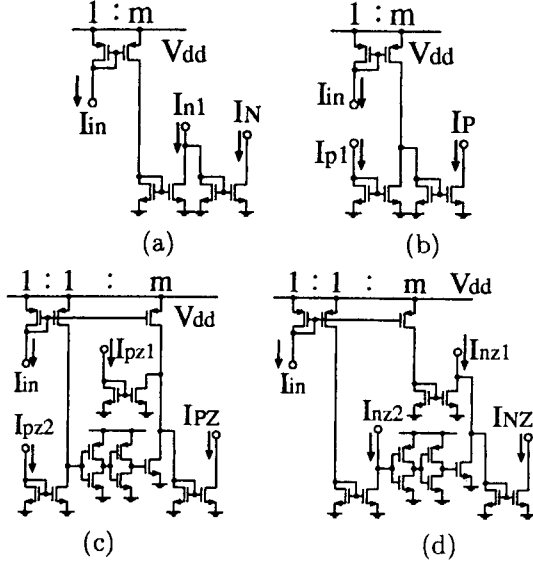 1 : m
1 : m
Vdd
Vdd
Iin
In1
IN
Iin
Ip1
IP
(a)
(b)
1 : 1 : m
1 : 1 : m
Vdd
Vdd
Iin
Ipz1
Iin
Inz1
Ipz2
IPZ
Inz2
INZ
(c)
(d)